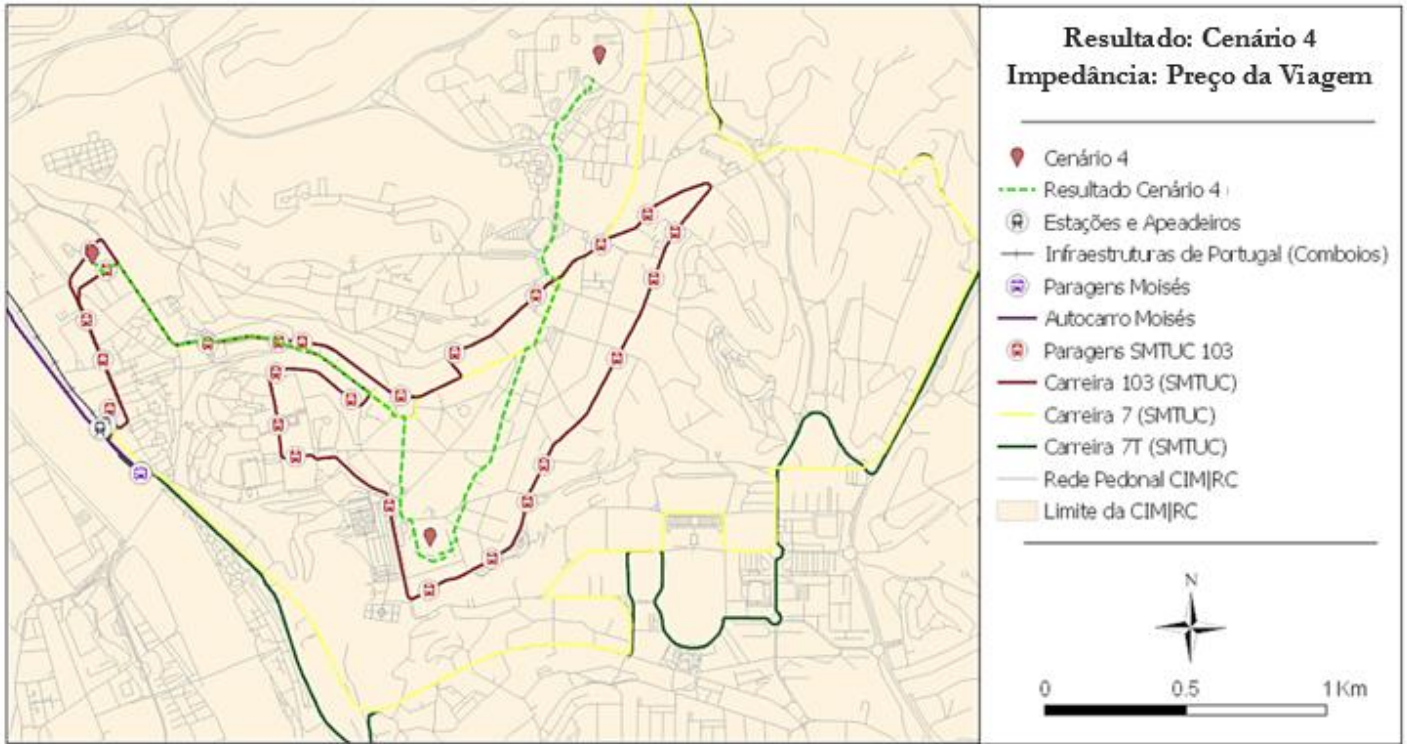 Resultado: Cenário 4
Impedância: Preço da Viagem
Cenário 4
Resultado Cenário 4
Estações e Apeadeiros
Infraestruturas de Portugal (Comboios)
Paragens Moisés
Autocarro Moisés
Paragens SMTUC 103
Carreira 103 (SMTUC)
Carreira 7 (SMTUC)
Carreira 7T (SMTUC)
Rede Pedonal CIM|RC
Limite da CIM|RC
N
0 0.5 1 Km